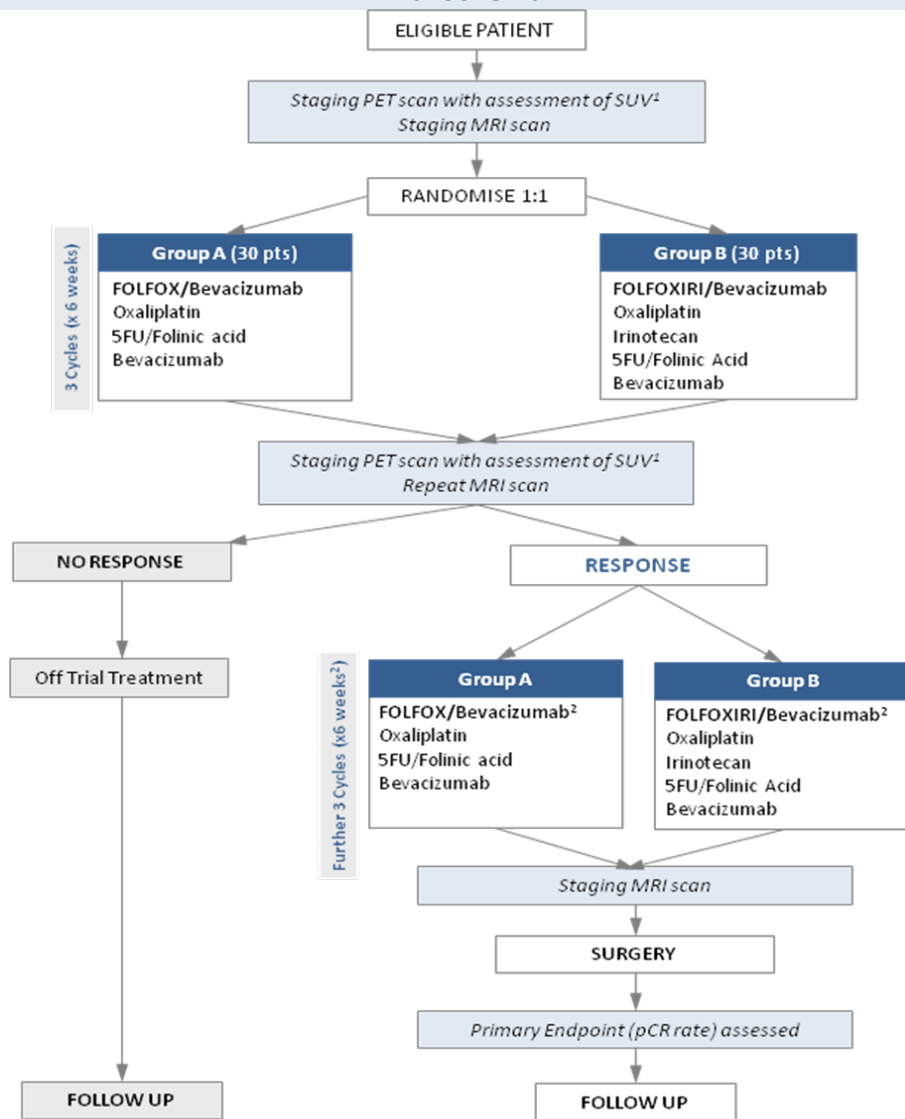 ELIGIBLE PATIENT
Staging PET scan with assessment of SUV¹
Staging MRI scan
RANDOMISE 1:1
3 Cycles (x 6 weeks)
Group A (30 pts)
FOLFOX/Bevacizumab
Oxaliplatin
5FU/Folinic acid
Bevacizumab
Group B (30 pts)
FOLFOXIRI/Bevacizumab
Oxaliplatin
Irinotecan
5FU/Folinic Acid
Bevacizumab
Staging PET scan with assessment of SUV¹
Repeat MRI scan
NO RESPONSE
RESPONSE
Off Trial Treatment
Further 3 Cycles (x6 weeks²)
Group A
FOLFOX/Bevacizumab²
Oxaliplatin
5FU/Folinic acid
Bevacizumab
Group B
FOLFOXIRI/Bevacizumab²
Oxaliplatin
Irinotecan
5FU/Folinic Acid
Bevacizumab
Staging MRI scan
SURGERY
Primary Endpoint (pCR rate) assessed
FOLLOW UP
FOLLOW UP